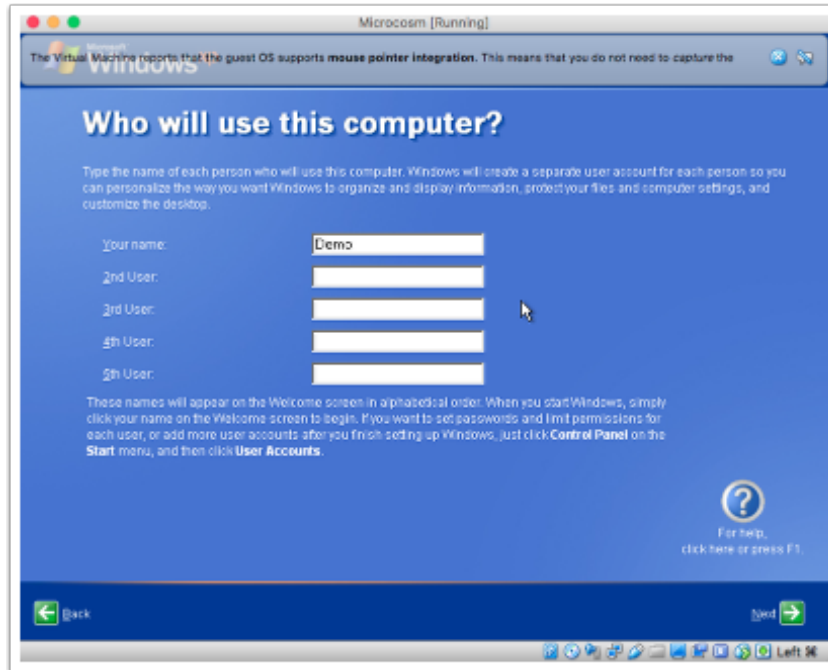 Microcosm [Running]
Microsoft
Windows xp
The Virtual Machine reports that the guest OS supports mouse pointer integration. This means that you do not need to capture the
Who will use this computer?
Type the name of each person who will use this computer. Windows will create a separate user account for each person so you
can personalize the way you want Windows to organize and display information, protect your files and computer settings, and
customize the desktop.
Your name:
Demo
2nd User:
3rd User:
4th User:
5th User:
These names will appear on the Welcome screen in alphabetical order. When you start Windows, simply
click your name on the Welcome screen to begin. If you want to set passwords and limit permissions for
each user, or add more user accounts after you finish setting up Windows, just click Control Panel on the
Start menu, and then click User Accounts.
For help,
click here or press F1.
Back
Next
Left ⌘